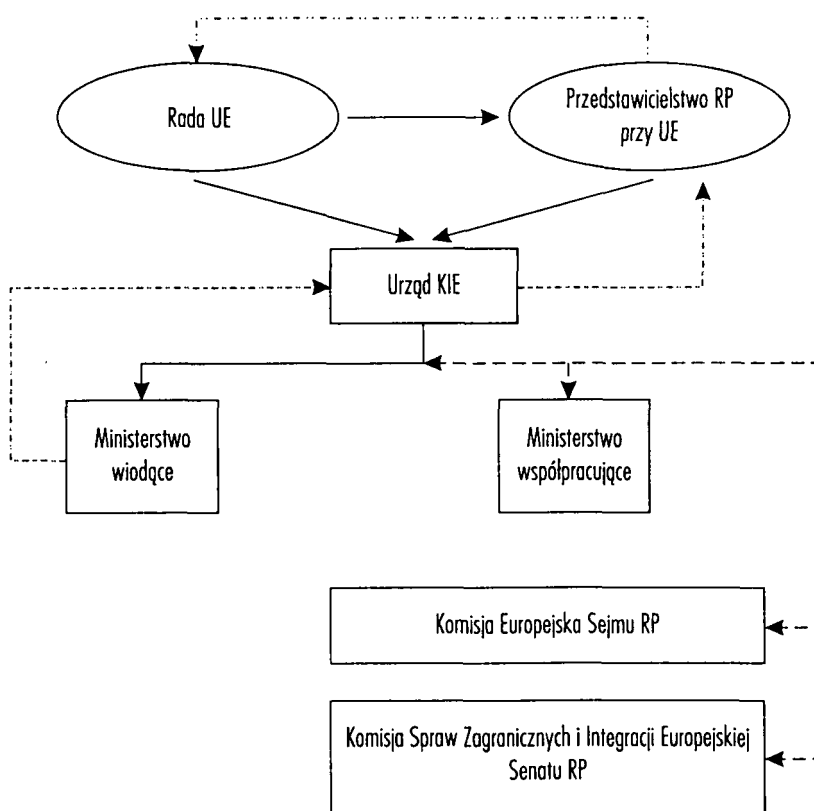 Rada UE
Przedstawicielstwo RP
przy UE
Urząd KIE
Ministerstwo
wiodące
Ministerstwo
współpracujące
Komisja Europejska Sejmu RP
Komisja Spraw Zagranicznych i Integracji Europejskiej
Senatu RP